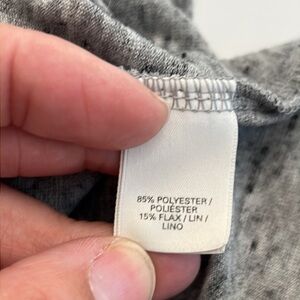 85% POLYESTER /
POLIÉSTER
15% FLAX / LIN /
LINO